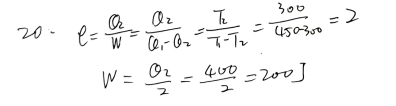 20. e = Q₂/W = Q₂/(Q₁-Q₂) = T₂/(T₁-T₂) = 300/(450-300) = 2
W = Q₂/2 = 400/2 = 200J